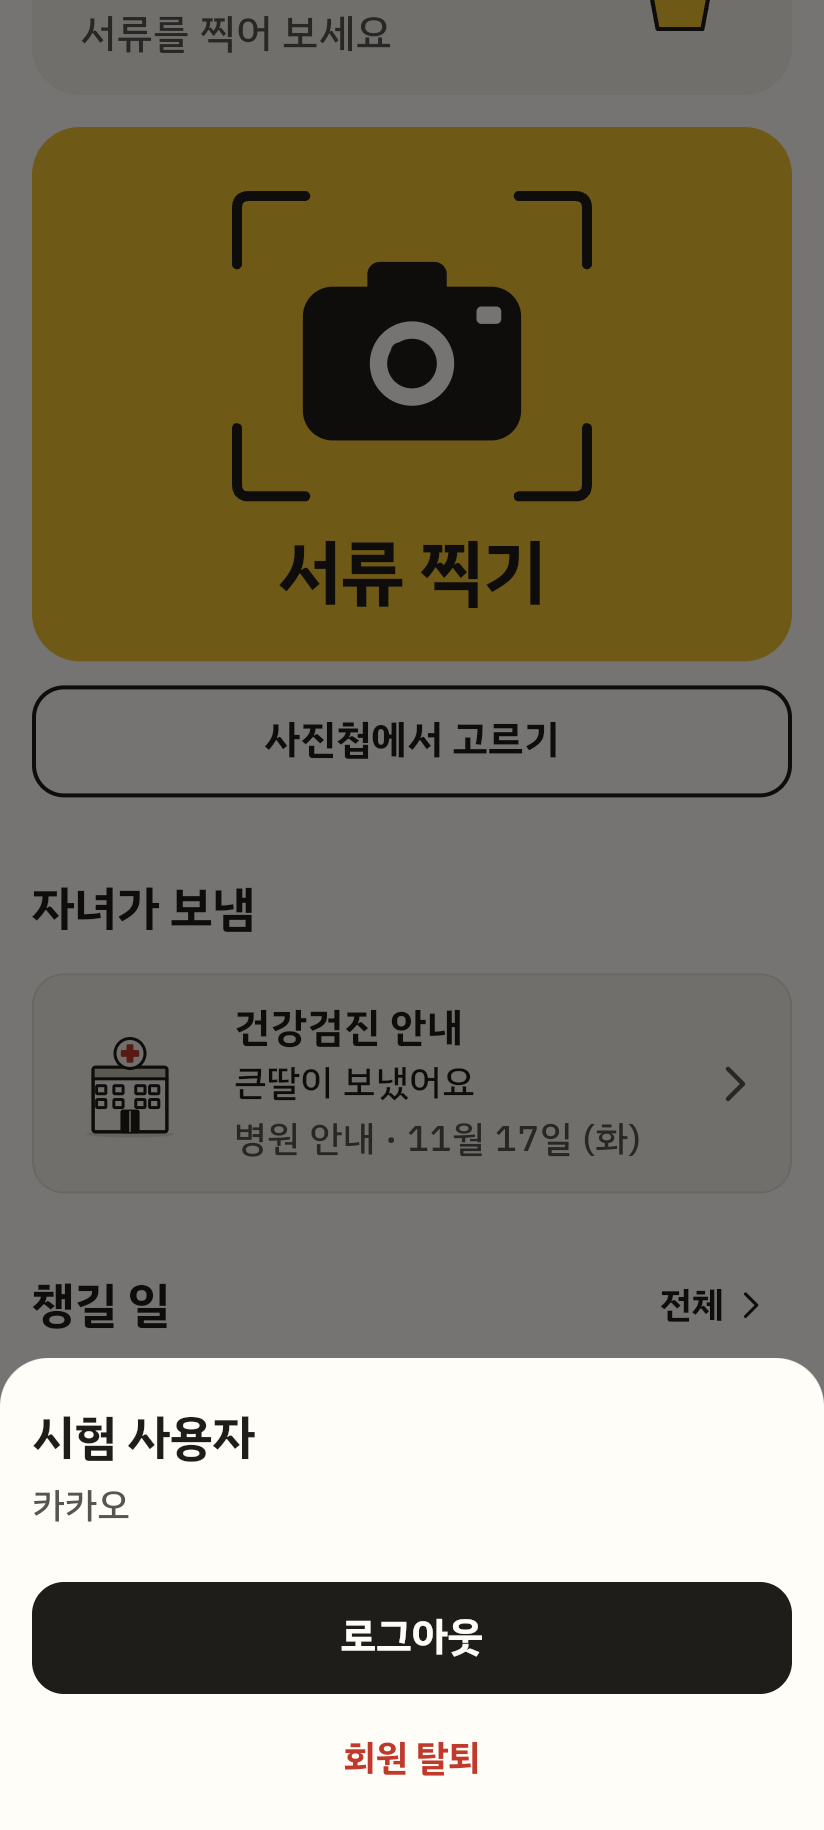 서류를 찍어 보세요
서류 찍기
사진첩에서 고르기
자녀가 보냄
건강검진 안내
큰딸이 보냈어요
병원 안내 · 11월 17일 (화)
챙길 일
전체
시험 사용자
카카오
로그아웃
회원 탈퇴